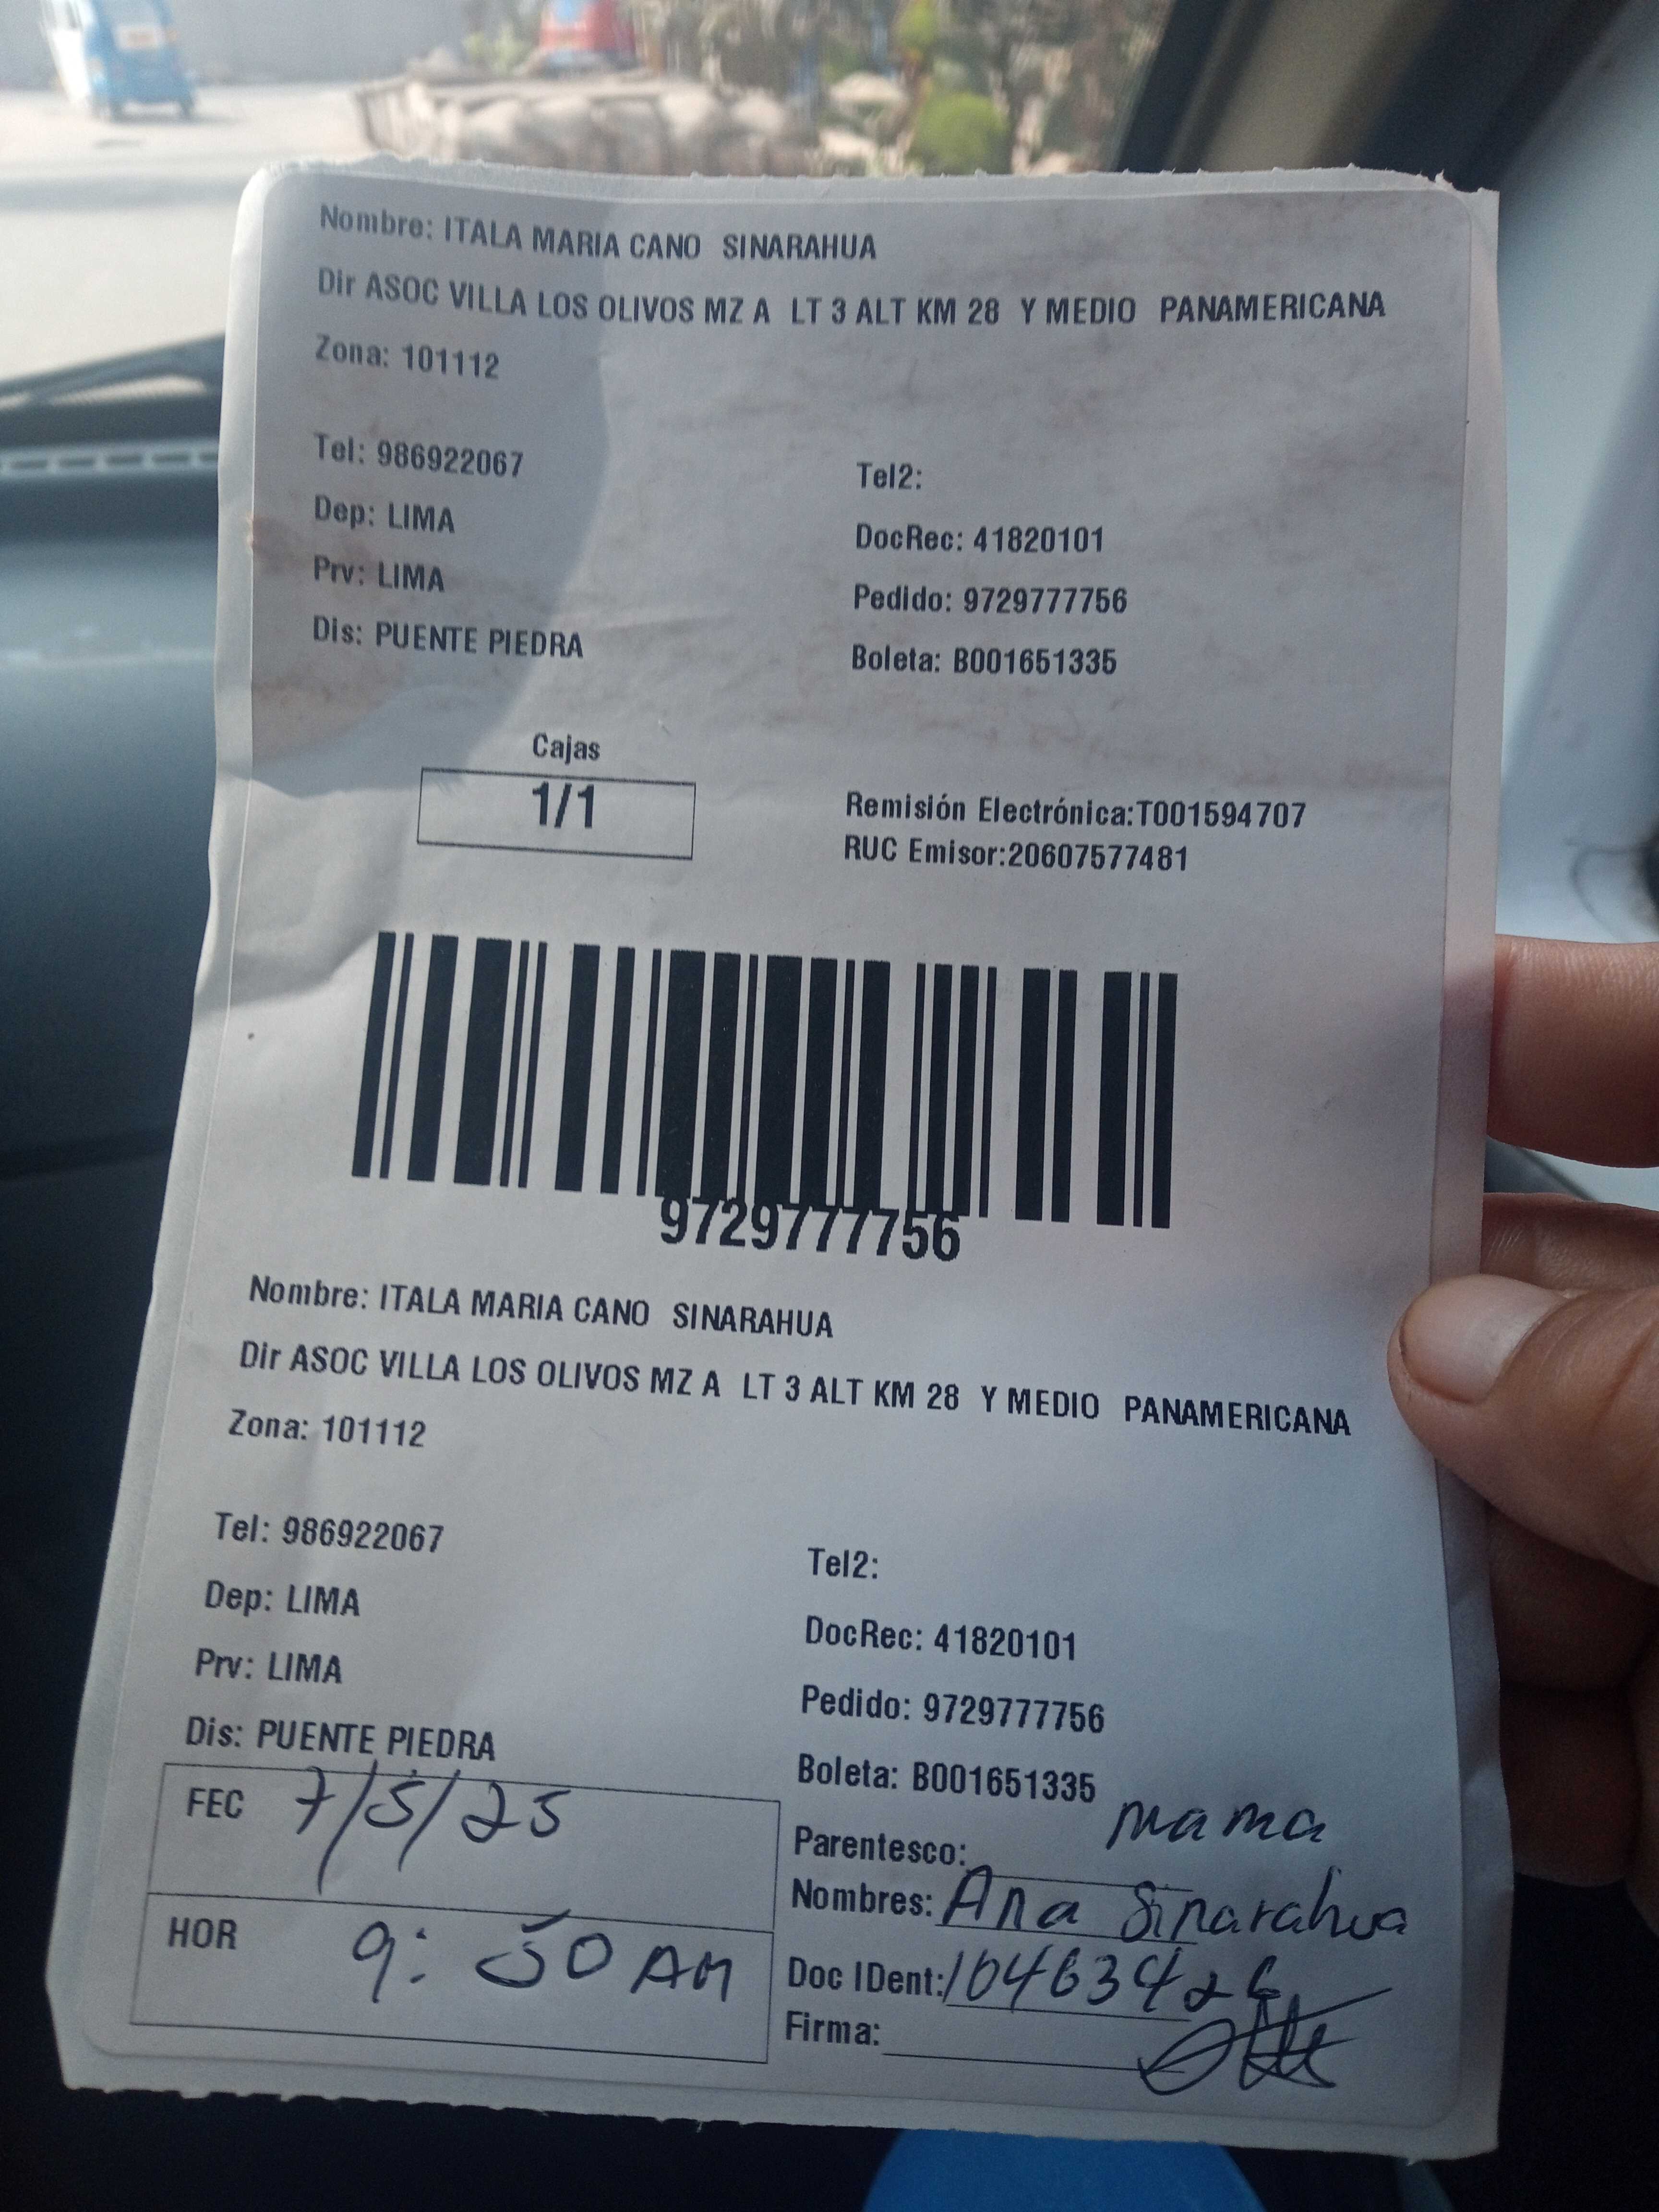 Nombre: ITALA MARIA CANO SINARAHUA
Dir ASOC VILLA LOS OLIVOS MZ A LT 3 ALT KM 28 Y MEDIO PANAMERICANA
Zona: 101112
Tel: 986922067
Tel2:
Dep: LIMA
DocRec: 41820101
Prv: LIMA
Pedido: 9729777756
Dis: PUENTE PIEDRA
Boleta: B001651335
Cajas
1/1
Remisión Electrónica:T001594707
RUC Emisor:20607577481
9729777756
Nombre: ITALA MARIA CANO SINARAHUA
Dir ASOC VILLA LOS OLIVOS MZ A LT 3 ALT KM 28 Y MEDIO PANAMERICANA
Zona: 101112
Tel: 986922067
Tel2:
Dep: LIMA
DocRec: 41820101
Prv: LIMA
Pedido: 9729777756
Dis: PUENTE PIEDRA
Boleta: B001651335
FEC 7/5/25
Parentesco: mama
Nombres: Ana Sinarahua
HOR 9:50 AM
Doc IDent: 10463426
Firma: